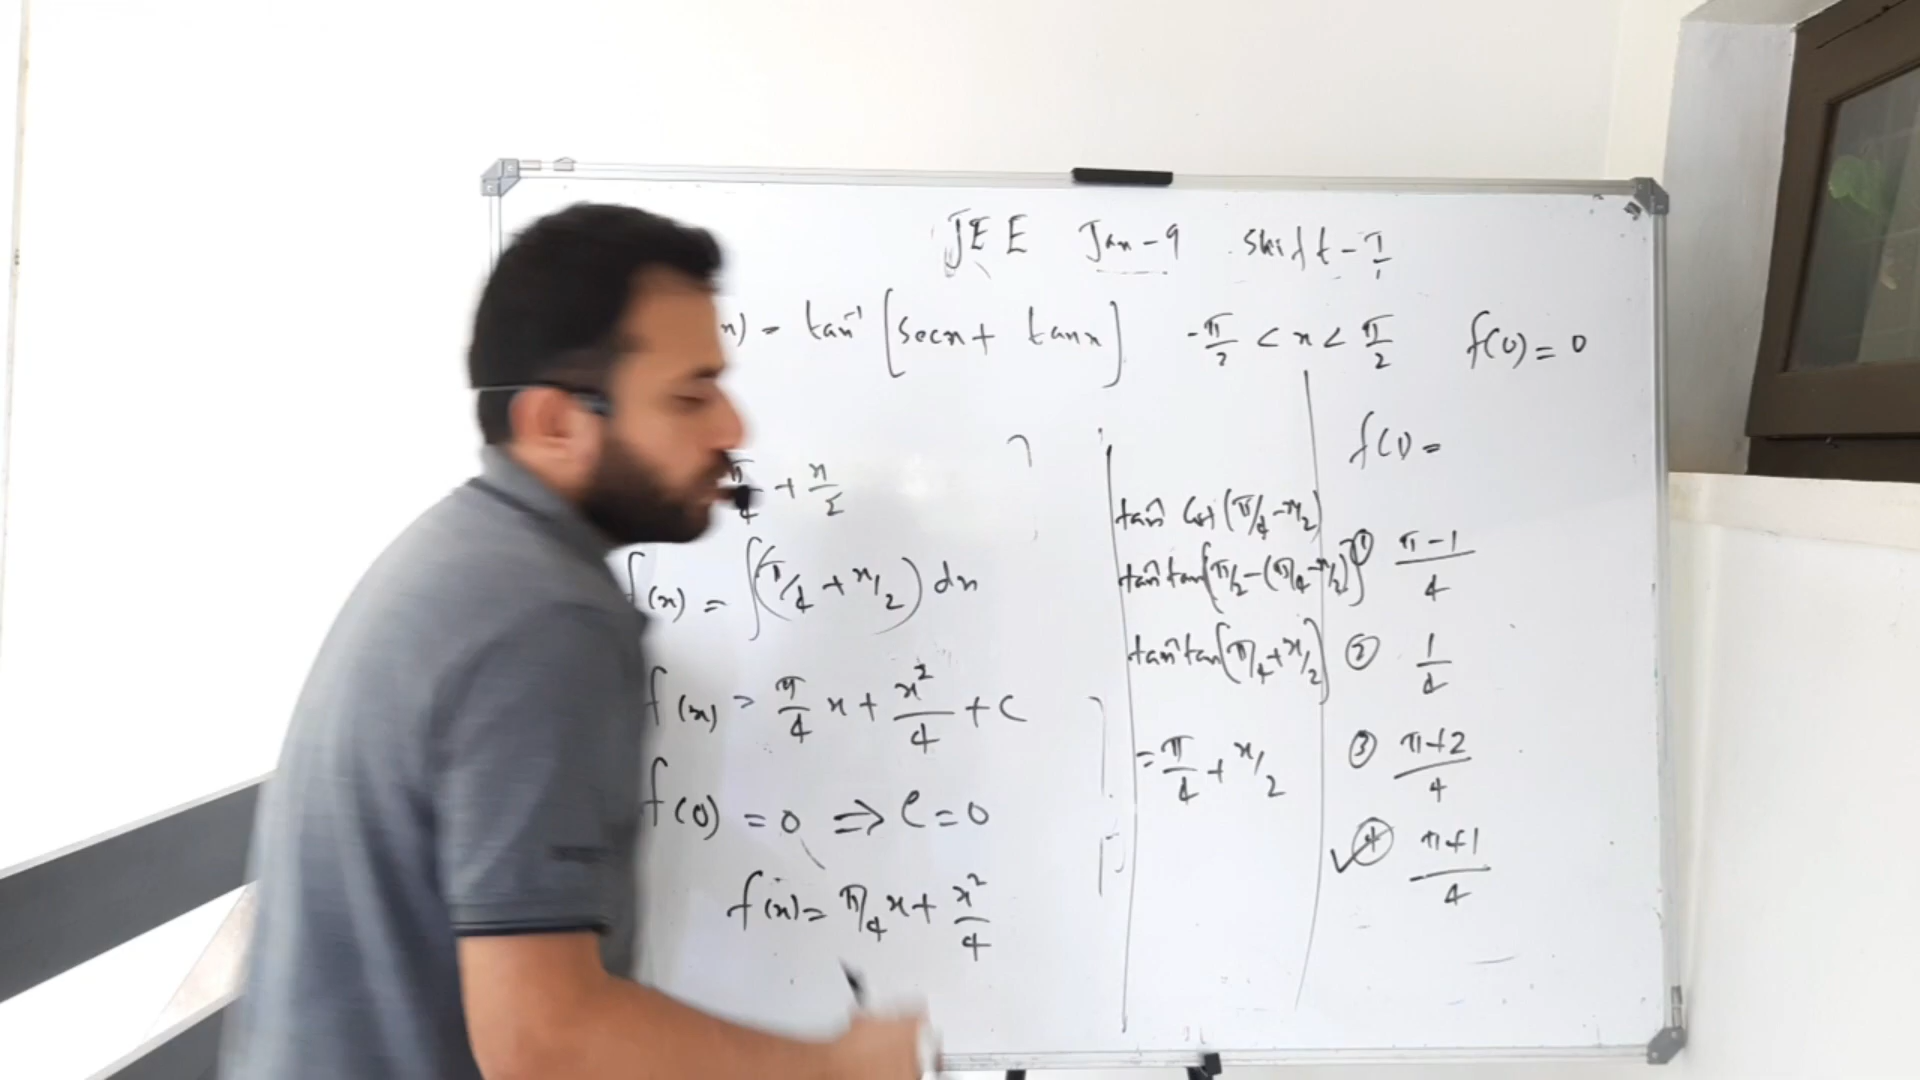 JEE Jan-9 Shift-I
x) = tan⁻¹ [secx + tanx] -π/2 < x < π/2 f(0) = 0
f(1) =
π/4 + x/2
f(x) = ∫(π/4 + x/2) dx
f(x) = π/4 x + x²/4 + C
f(0) = 0 ⇒ C = 0
f(x) = π/4 x + x²/4
tan⁻¹ cot(π/4 - x/2)
tan⁻¹ tan(π/2 - (π/4 - x/2))
tan⁻¹ tan(π/4 + x/2)
= π/4 + x/2
① π-1/4
② 1/4
③ π+2/4
✓④ π+1/4